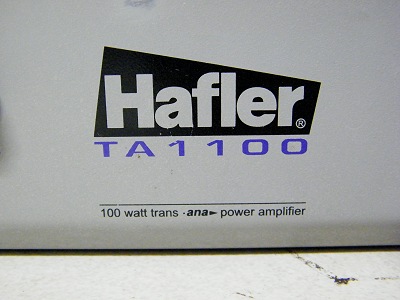 Hafler®
TA1100
100 watt trans·ana► power amplifier